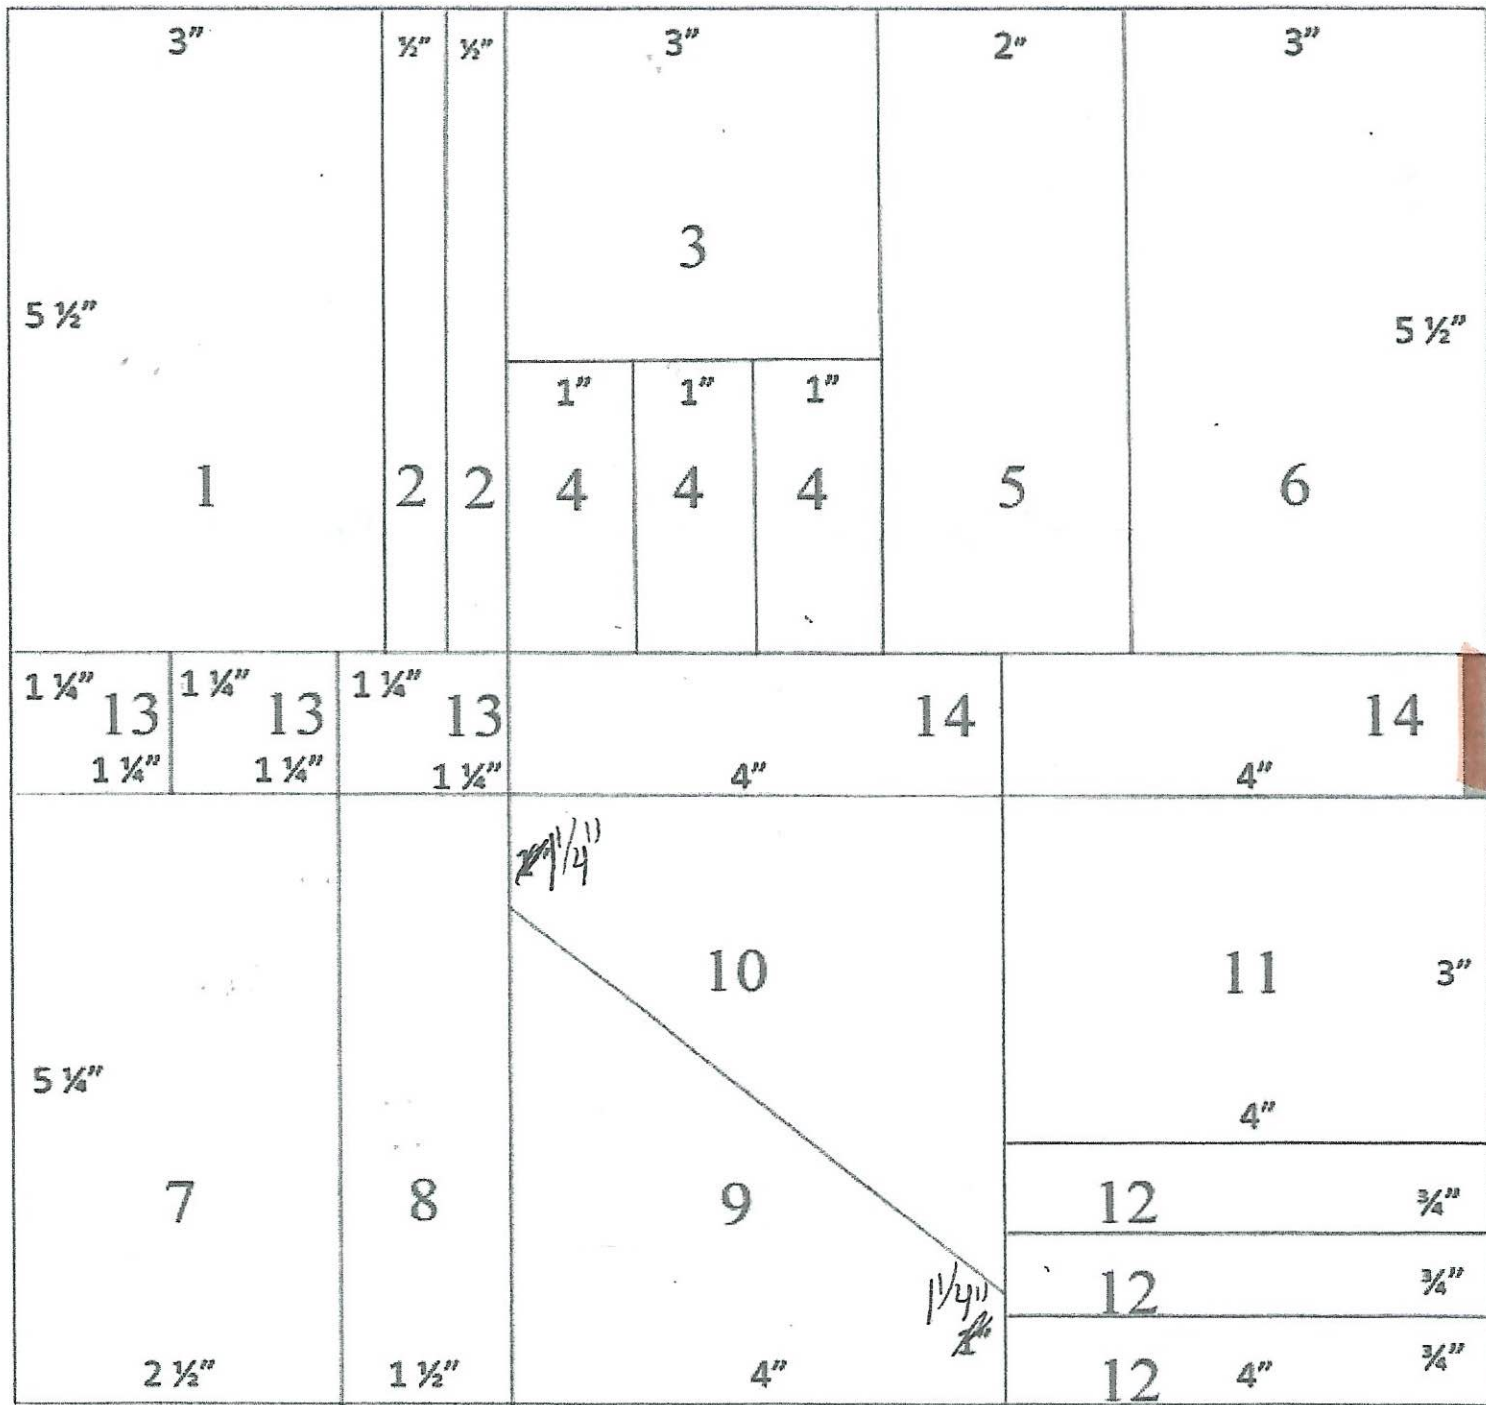 3” ½” ½” 3” 2” 3”
3
5 ½” 5 ½”
1” 1” 1”
1 2 2 4 4 4 5 6
1 ¼” 13 1 ¼” 13 1 ¼” 13 14 14
1 ¼” 1 ¼” 1 ¼” 4” 4”
1 1/4"
10 11 3”
5 ¼” 4”
7 8 9 12 ¾”
12 ¾”
1 1/4"
2 ½” 1 ½” 4” 12 4” ¾”